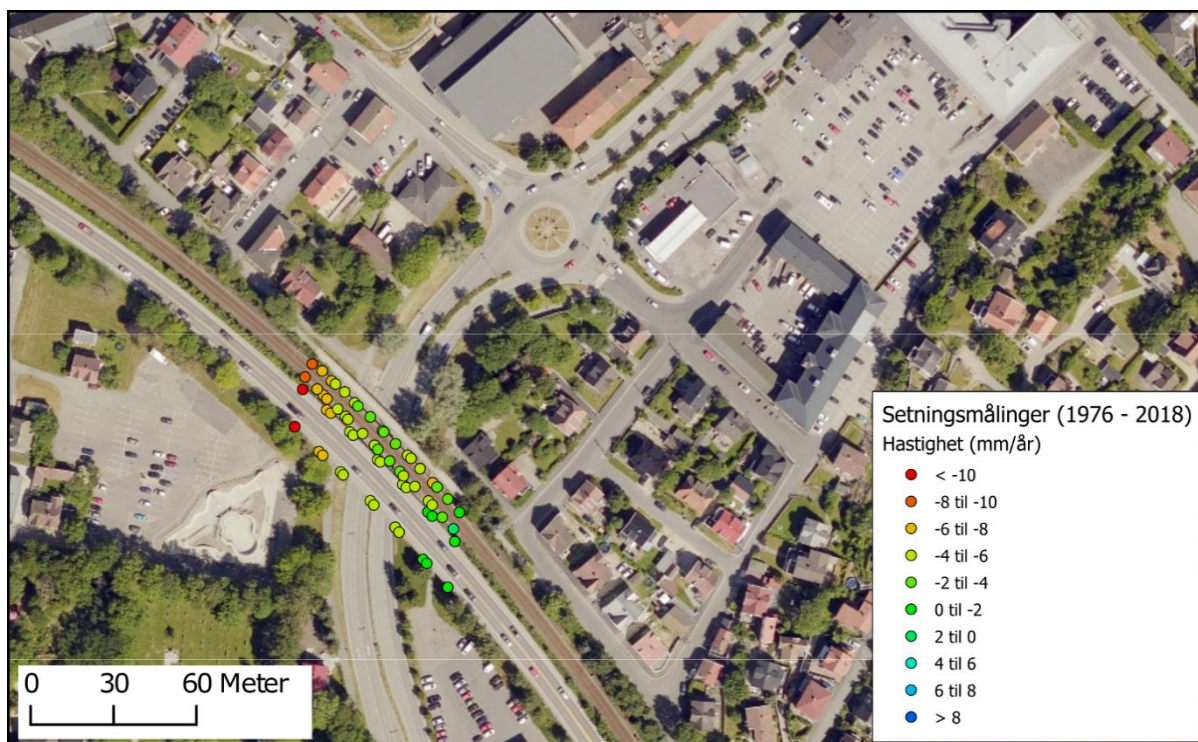 Setningsmålinger (1976 - 2018)
Hastighet (mm/år)
< -10
-8 til -10
-6 til -8
-4 til -6
-2 til -4
0 til -2
2 til 0
4 til 6
6 til 8
> 8
0 30 60 Meter